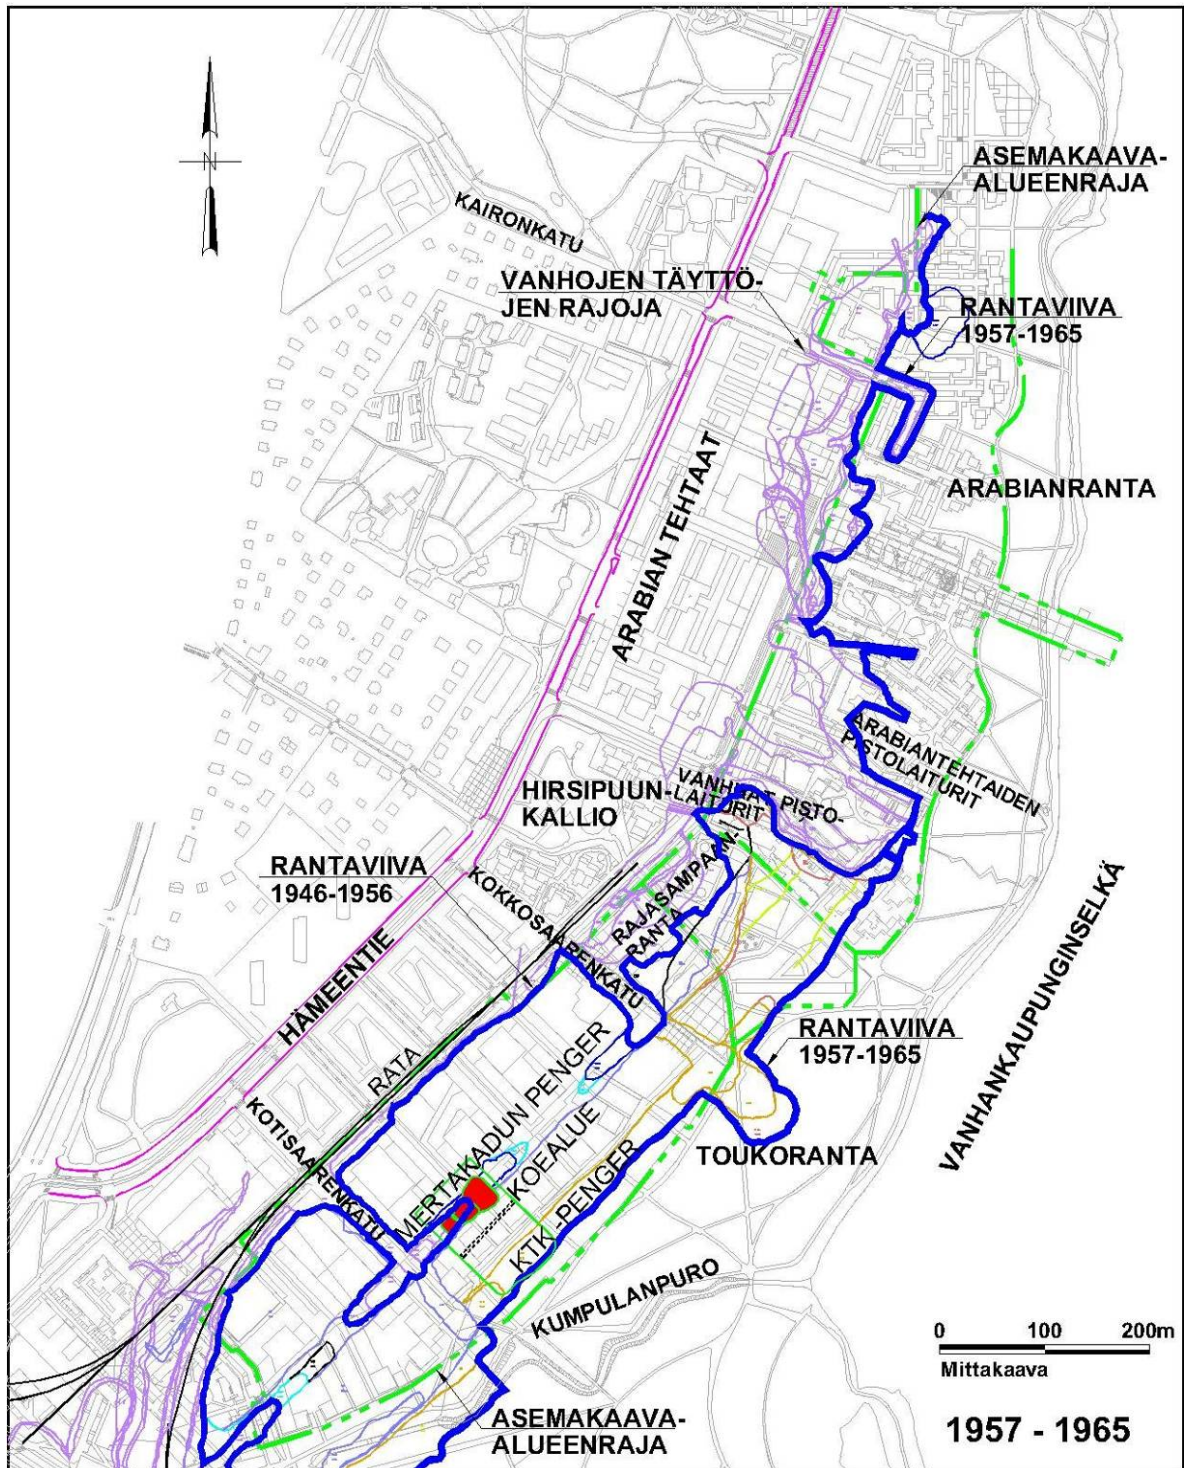 ASEMAKAAVA-
ALUEENRAJA
N
KAIRONKATU
VANHOJEN TÄYTTÖ-
JEN RAJOJA
RANTAVIIVA
1957-1965
ARABIAN TEHTAAT
ARABIANRANTA
ARABIANTEHTAIDEN
PISTOLAITURIT
VANHAT PISTO-
LAITURIT
HIRSIPUUN-
KALLIO
RAJASAMPAAN-
RANTA
RANTAVIIVA
1946-1956
KOKKOSAARENKATU
HÄMEENTIE
VANHANKAUPUNGINSELKÄ
RANTAVIIVA
1957-1965
RATA
MERTAKADUN PENGER
KOEALUE
KOTISAARENKATU
KTK -PENGER
TOUKORANTA
KUMPULANPURO
0 100 200m
Mittakaava
ASEMAKAAVA-
ALUEENRAJA
1957 - 1965